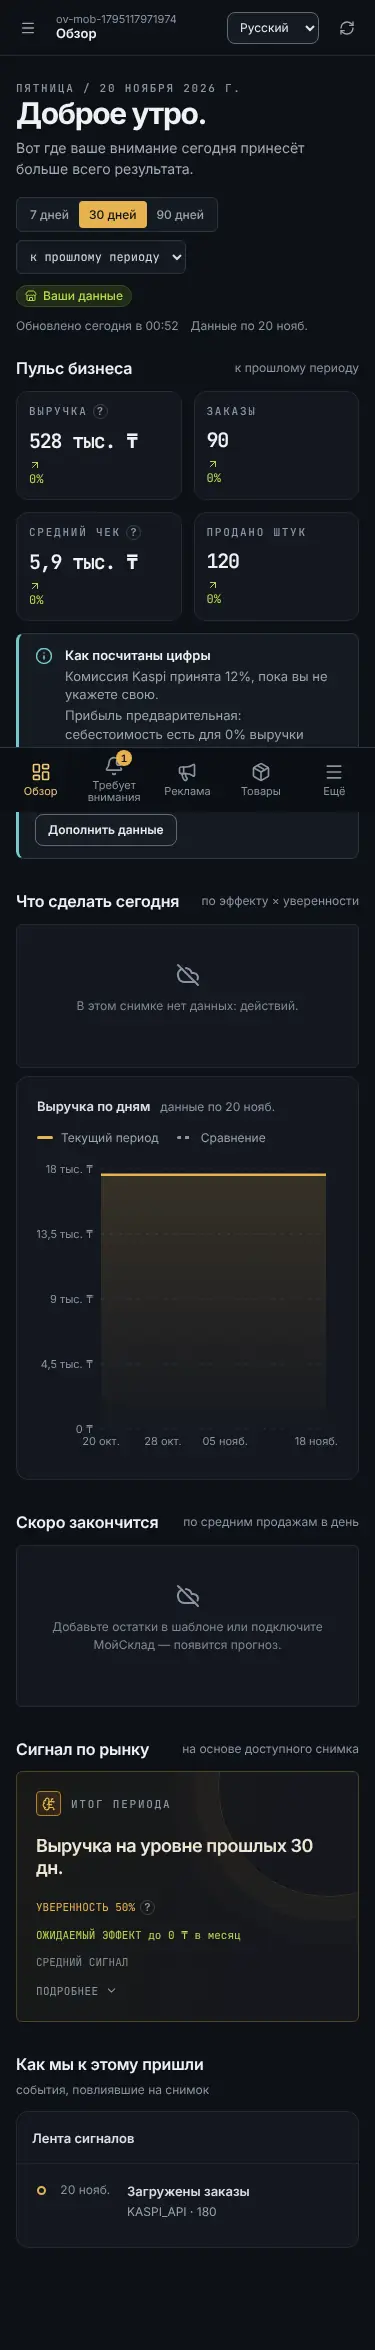 ov-mob-1795117971974
Обзор
Русский
ПЯТНИЦА / 20 НОЯБРЯ 2026 Г.
Доброе утро.
Вот где ваше внимание сегодня принесёт
больше всего результата.
7 дней 30 дней 90 дней
к прошлому периоду
Ваши данные
Обновлено сегодня в 00:52 Данные по 20 нояб.
Пульс бизнеса к прошлому периоду
ВЫРУЧКА ?
528 тыс. ₸
0%
ЗАКАЗЫ
90
0%
СРЕДНИЙ ЧЕК ?
5,9 тыс. ₸
0%
ПРОДАНО ШТУК
120
0%
Как посчитаны цифры
Комиссия Kaspi принята 12%, пока вы не
укажете свою.
Прибыль предварительная:
себестоимость есть для 0% выручки
Обзор
1
Требует
внимания
Реклама
Товары
Ещё
Дополнить данные
Что сделать сегодня по эффекту × уверенности
В этом снимке нет данных: действий.
Выручка по дням данные по 20 нояб.
Текущий период Сравнение
18 тыс. ₸
13,5 тыс. ₸
9 тыс. ₸
4,5 тыс. ₸
0 ₸
20 окт. 28 окт. 05 нояб. 18 нояб.
Скоро закончится по средним продажам в день
Добавьте остатки в шаблоне или подключите
МойСклад — появится прогноз.
Сигнал по рынку на основе доступного снимка
ИТОГ ПЕРИОДА
Выручка на уровне прошлых 30
дн.
УВЕРЕННОСТЬ 50% ?
ОЖИДАЕМЫЙ ЭФФЕКТ до 0 ₸ в месяц
СРЕДНИЙ СИГНАЛ
ПОДРОБНЕЕ
Как мы к этому пришли
события, повлиявшие на снимок
Лента сигналов
20 нояб. Загружены заказы
KASPI_API · 180